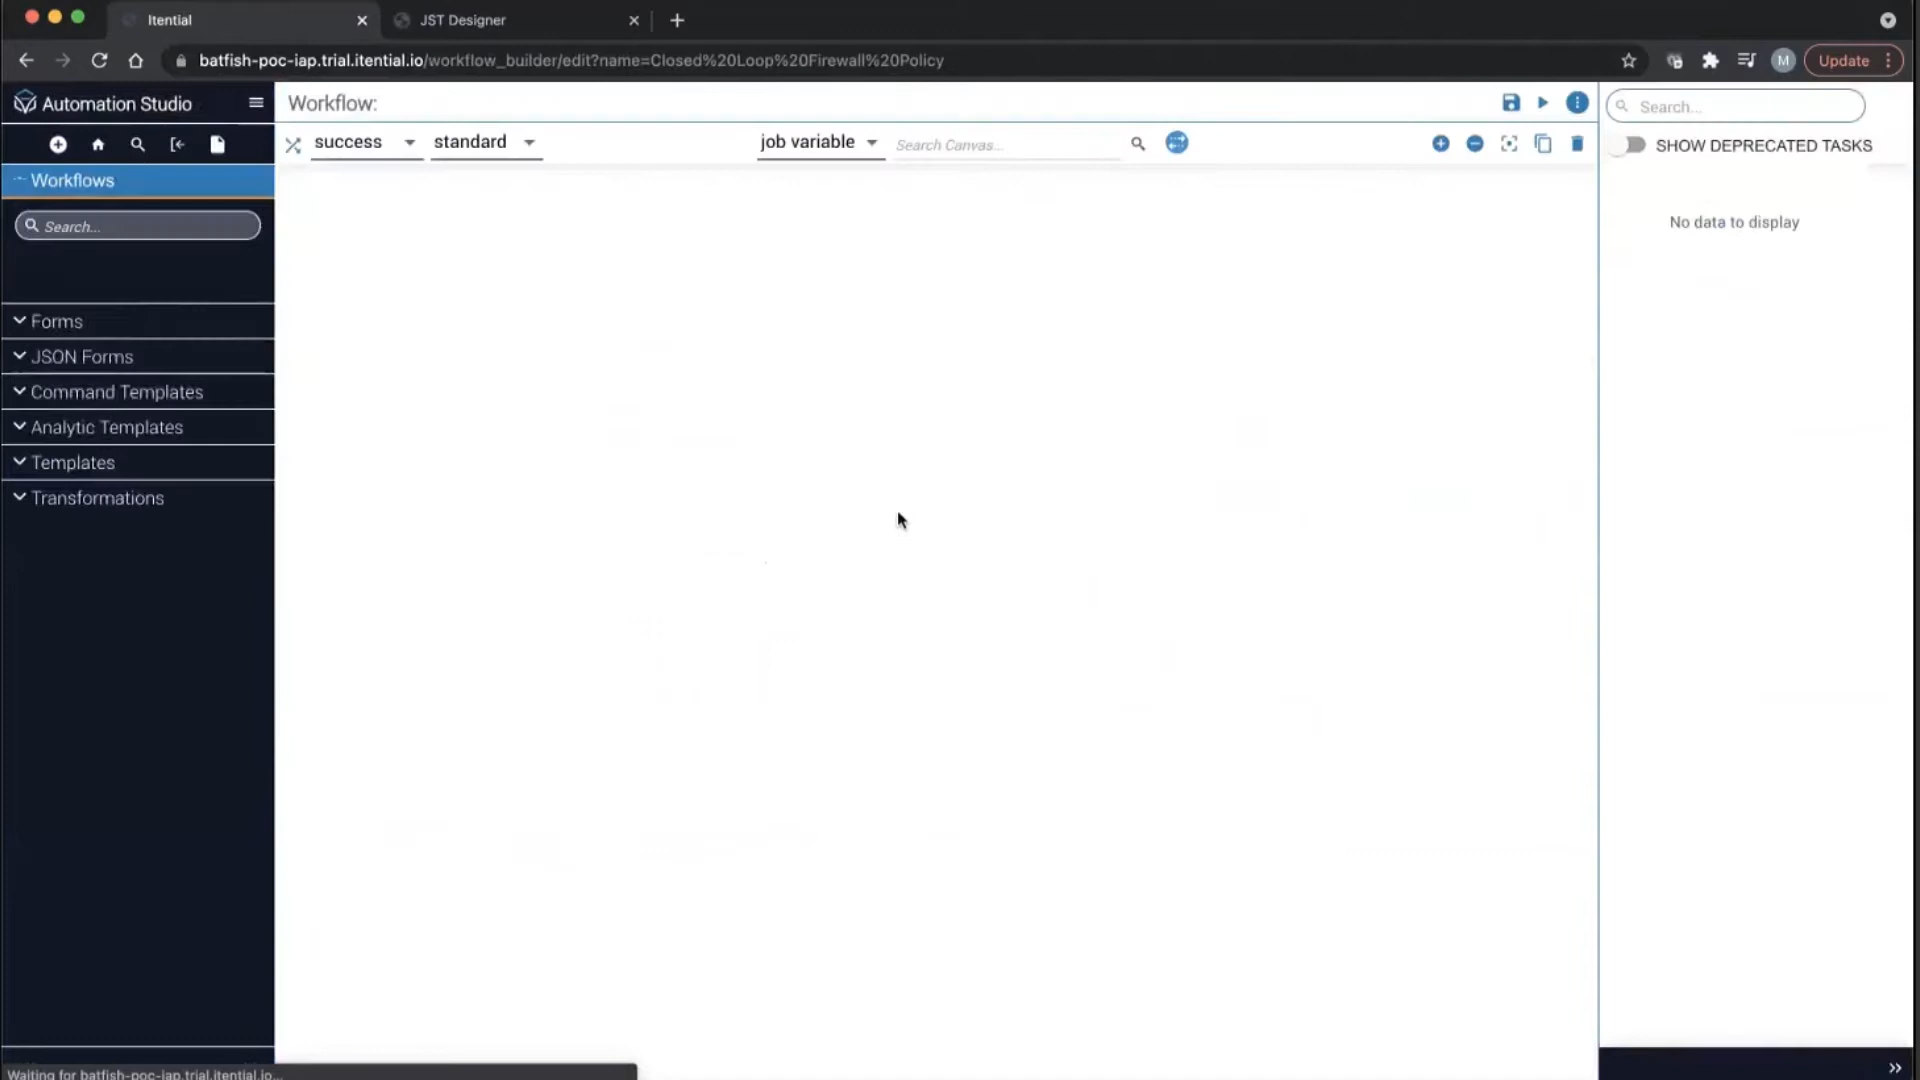 Itential
JST Designer
batfish-poc-iap.trial.itential.io/workflow_builder/edit?name=Closed%20Loop%20Firewall%20Policy
M
Update
Automation Studio
Workflow:
Search...
success
standard
job variable
Search Canvas...
SHOW DEPRECATED TASKS
Workflows
Search...
No data to display
Forms
JSON Forms
Command Templates
Analytic Templates
Templates
Transformations
Waiting for batfish-poc-iap.trial.itential.io...